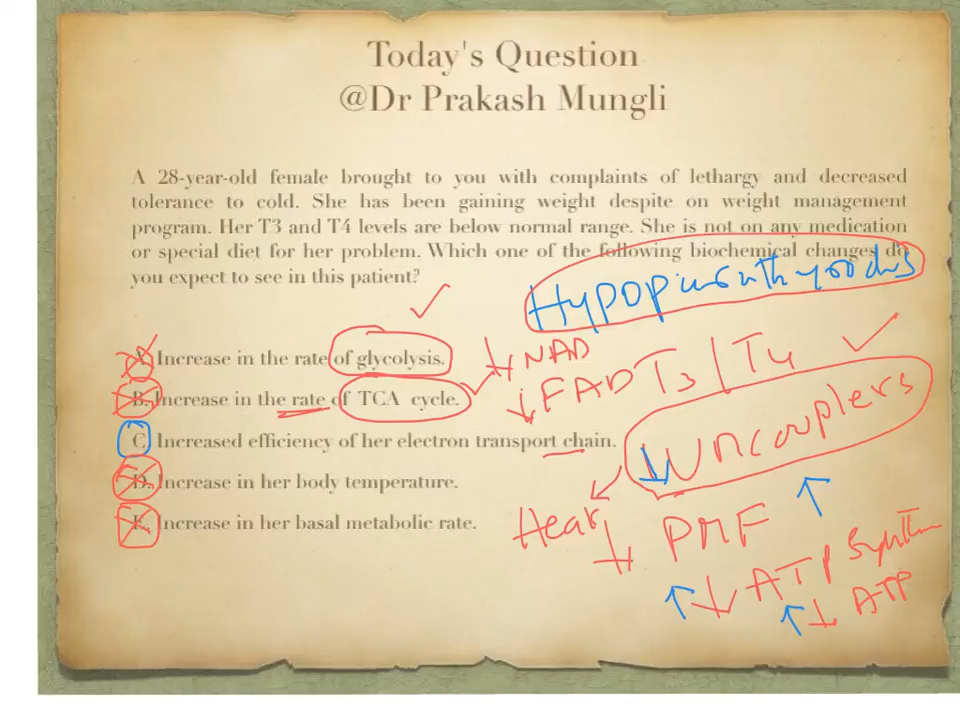 Today's Question
@Dr Prakash Mungli
A 28-year-old female brought to you with complaints of lethargy and decreased
tolerance to cold. She has been gaining weight despite on weight management
program. Her T3 and T4 levels are below normal range. She is not on any medication
or special diet for her problem. Which one of the following biochemical changes do
you expect to see in this patient?
A. Increase in the rate of glycolysis.
B. Increase in the rate of TCA cycle.
C. Increased efficiency of her electron transport chain.
D. Increase in her body temperature.
E. Increase in her basal metabolic rate.
↓ NAD
↓ FAD T3 / T4
↓ Uncouplers
↓ PMF ↑
↑ ↓ ATP
↑ ↓ ATP